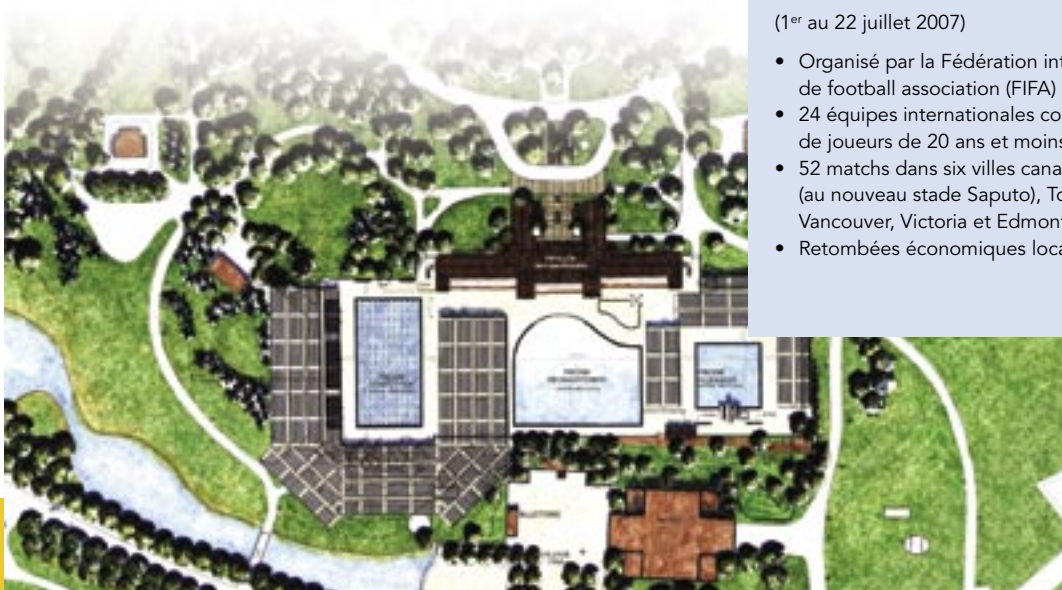 (1er au 22 juillet 2007)
• Organisé par la Fédération int
de football association (FIFA)
• 24 équipes internationales co
de joueurs de 20 ans et moins
• 52 matchs dans six villes cana
(au nouveau stade Saputo), To
Vancouver, Victoria et Edmon
• Retombées économiques loca